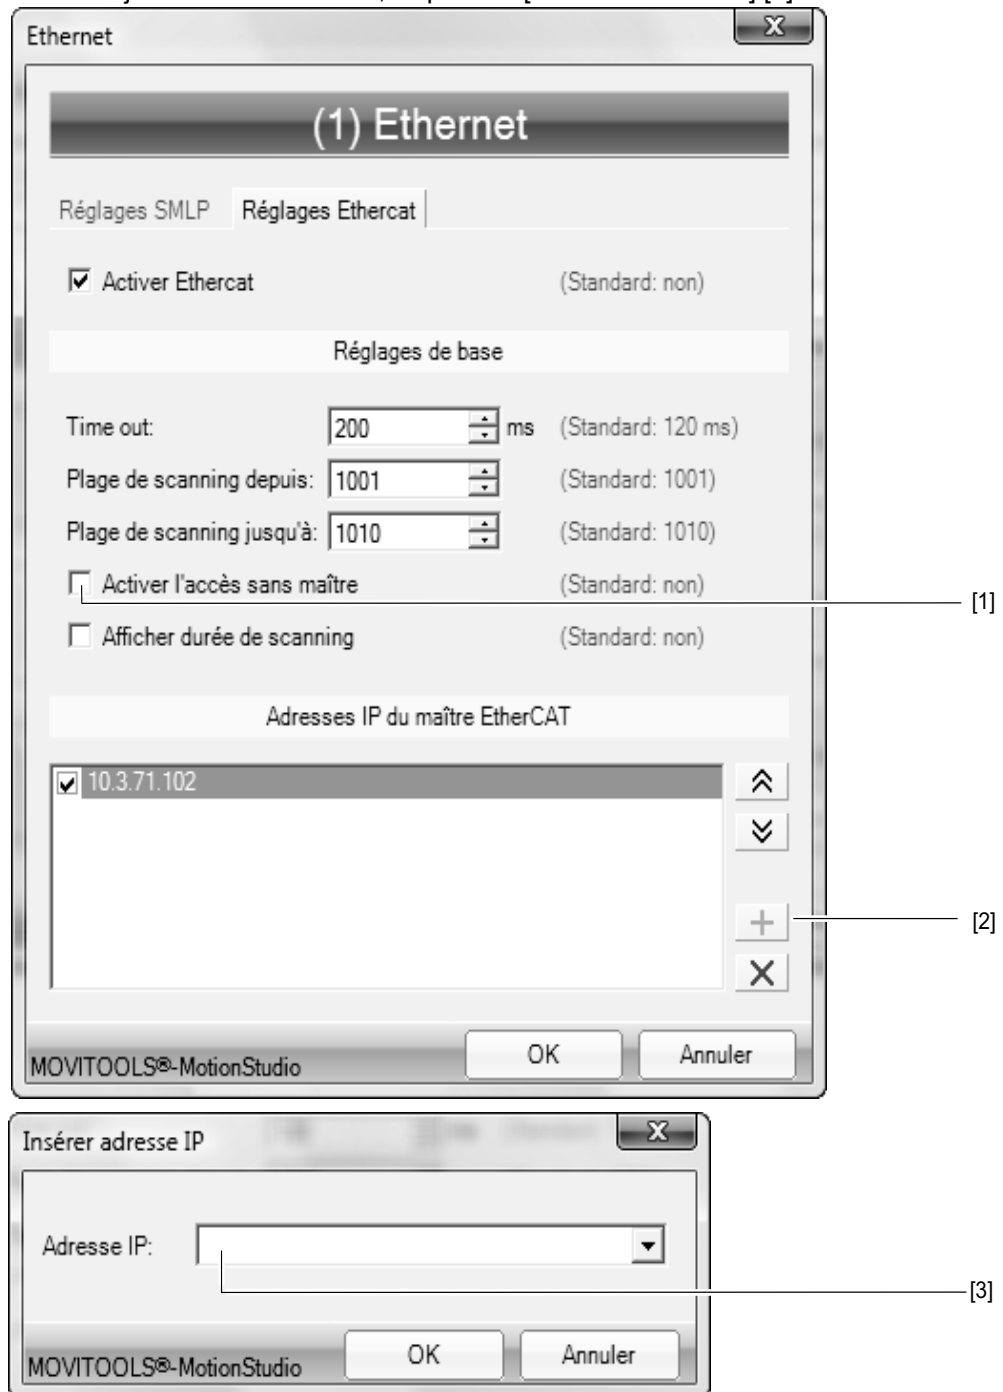 Ethernet
(1) Ethernet
Réglages SMLP Réglages Ethercat
Activer Ethercat (Standard: non)
Réglages de base
Time out: 200 ms (Standard: 120 ms)
Plage de scanning depuis: 1001 (Standard: 1001)
Plage de scanning jusqu'à: 1010 (Standard: 1010)
Activer l'accès sans maître (Standard: non)
[1]
Afficher durée de scanning (Standard: non)
Adresses IP du maître EtherCAT
10.3.71.102
[2]
OK Annuler
MOVITOOLS®-MotionStudio
Insérer adresse IP
Adresse IP:
[3]
OK Annuler
MOVITOOLS®-MotionStudio